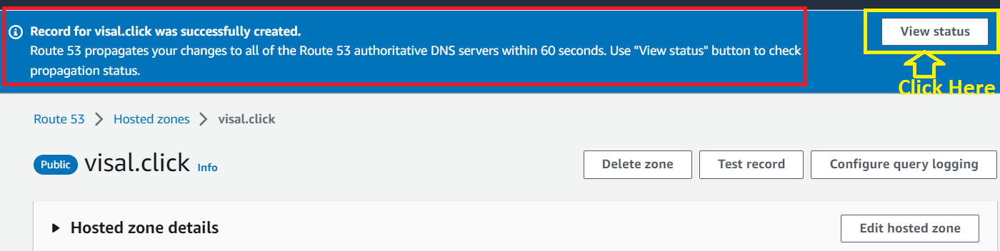 Record for visal.click was successfully created.
View status
Route 53 propagates your changes to all of the Route 53 authoritative DNS servers within 60 seconds. Use "View status" button to check
propagation status.
Click Here
Route 53 > Hosted zones > visal.click
Public visal.click Info
Delete zone
Test record
Configure query logging
Hosted zone details
Edit hosted zone